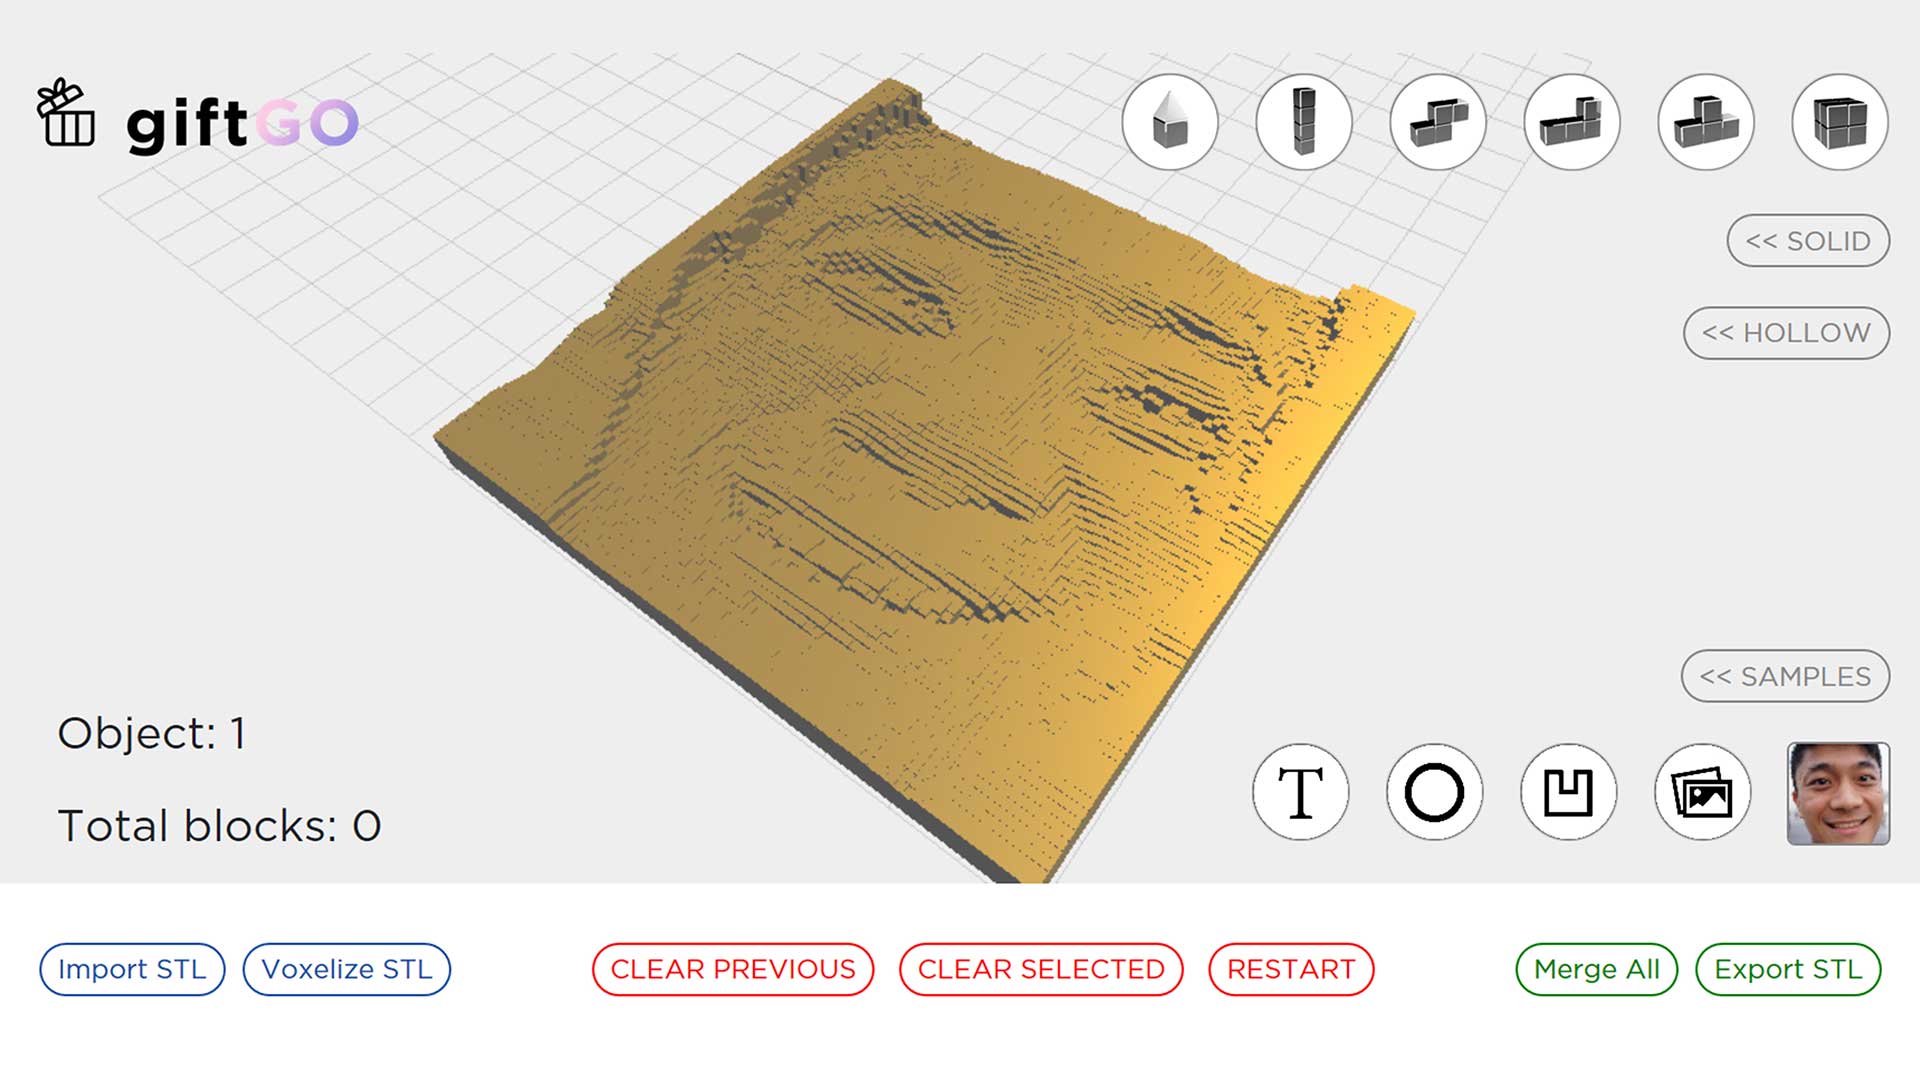 giftGO
<< SOLID
<< HOLLOW
<< SAMPLES
Object: 1
Total blocks: 0
T
Import STL
Voxelize STL
CLEAR PREVIOUS
CLEAR SELECTED
RESTART
Merge All
Export STL